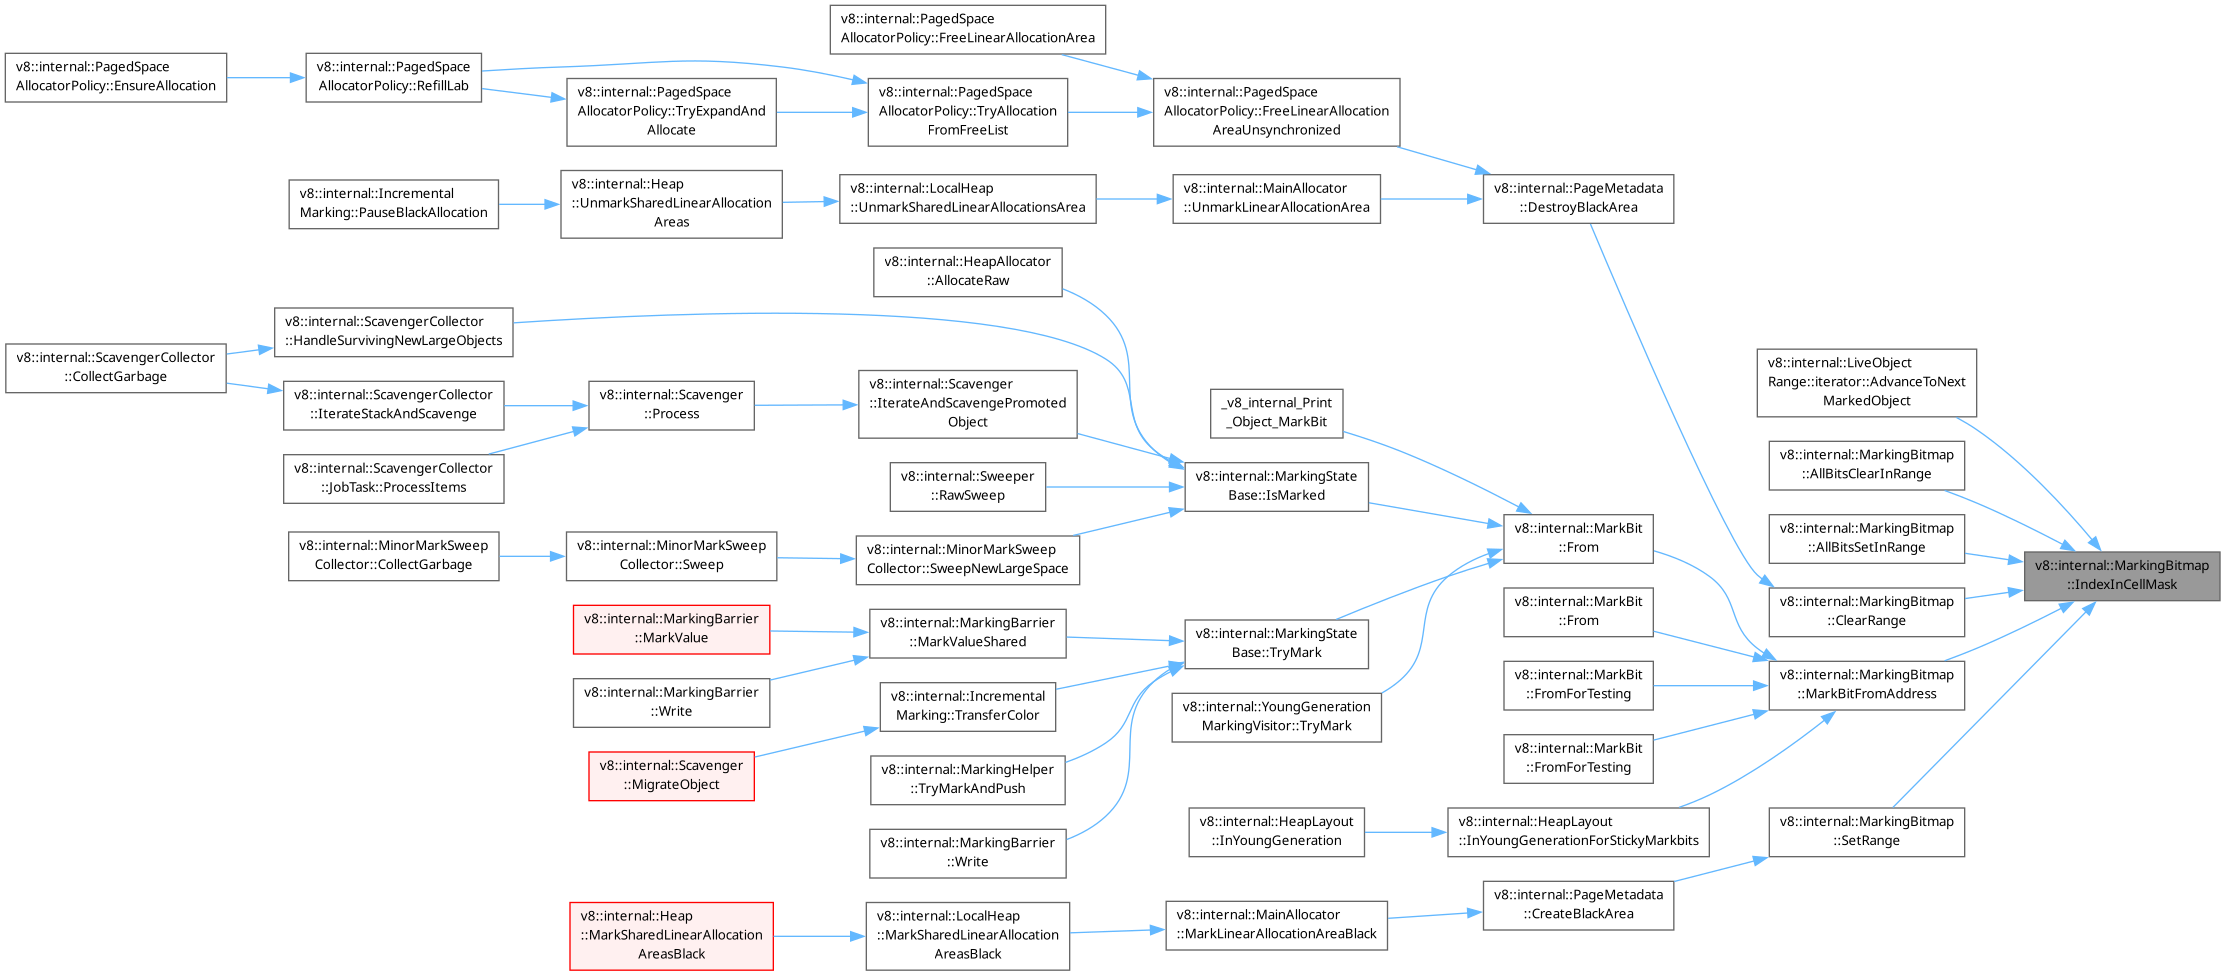 v8::internal::PagedSpace
AllocatorPolicy::FreeLinearAllocationArea
v8::internal::PagedSpace
AllocatorPolicy::EnsureAllocation
v8::internal::PagedSpace
AllocatorPolicy::RefillLab
v8::internal::PagedSpace
AllocatorPolicy::TryExpandAnd
Allocate
v8::internal::PagedSpace
AllocatorPolicy::TryAllocation
FromFreeList
v8::internal::PagedSpace
AllocatorPolicy::FreeLinearAllocation
AreaUnsynchronized
v8::internal::Incremental
Marking::PauseBlackAllocation
v8::internal::Heap
::UnmarkSharedLinearAllocation
Areas
v8::internal::LocalHeap
::UnmarkSharedLinearAllocationsArea
v8::internal::MainAllocator
::UnmarkLinearAllocationArea
v8::internal::PageMetadata
::DestroyBlackArea
v8::internal::HeapAllocator
::AllocateRaw
v8::internal::ScavengerCollector
::HandleSurvivingNewLargeObjects
v8::internal::ScavengerCollector
::CollectGarbage
v8::internal::ScavengerCollector
::IterateStackAndScavenge
v8::internal::Scavenger
::Process
v8::internal::Scavenger
::IterateAndScavengePromoted
Object
_v8_internal_Print
_Object_MarkBit
v8::internal::LiveObject
Range::iterator::AdvanceToNext
MarkedObject
v8::internal::MarkingBitmap
::AllBitsClearInRange
v8::internal::ScavengerCollector
::JobTask::ProcessItems
v8::internal::Sweeper
::RawSweep
v8::internal::MarkingState
Base::IsMarked
v8::internal::MarkBit
::From
v8::internal::MarkingBitmap
::AllBitsSetInRange
v8::internal::MinorMarkSweep
Collector::CollectGarbage
v8::internal::MinorMarkSweep
Collector::Sweep
v8::internal::MinorMarkSweep
Collector::SweepNewLargeSpace
v8::internal::MarkingBitmap
::IndexInCellMask
v8::internal::MarkBit
::From
v8::internal::MarkingBitmap
::ClearRange
v8::internal::MarkingBarrier
::MarkValue
v8::internal::MarkingBarrier
::MarkValueShared
v8::internal::MarkingState
Base::TryMark
v8::internal::MarkBit
::FromForTesting
v8::internal::MarkingBitmap
::MarkBitFromAddress
v8::internal::MarkingBarrier
::Write
v8::internal::Incremental
Marking::TransferColor
v8::internal::YoungGeneration
MarkingVisitor::TryMark
v8::internal::MarkBit
::FromForTesting
v8::internal::Scavenger
::MigrateObject
v8::internal::MarkingHelper
::TryMarkAndPush
v8::internal::HeapLayout
::InYoungGeneration
v8::internal::HeapLayout
::InYoungGenerationForStickyMarkbits
v8::internal::MarkingBitmap
::SetRange
v8::internal::MarkingBarrier
::Write
v8::internal::Heap
::MarkSharedLinearAllocation
AreasBlack
v8::internal::LocalHeap
::MarkSharedLinearAllocation
AreasBlack
v8::internal::MainAllocator
::MarkLinearAllocationAreaBlack
v8::internal::PageMetadata
::CreateBlackArea